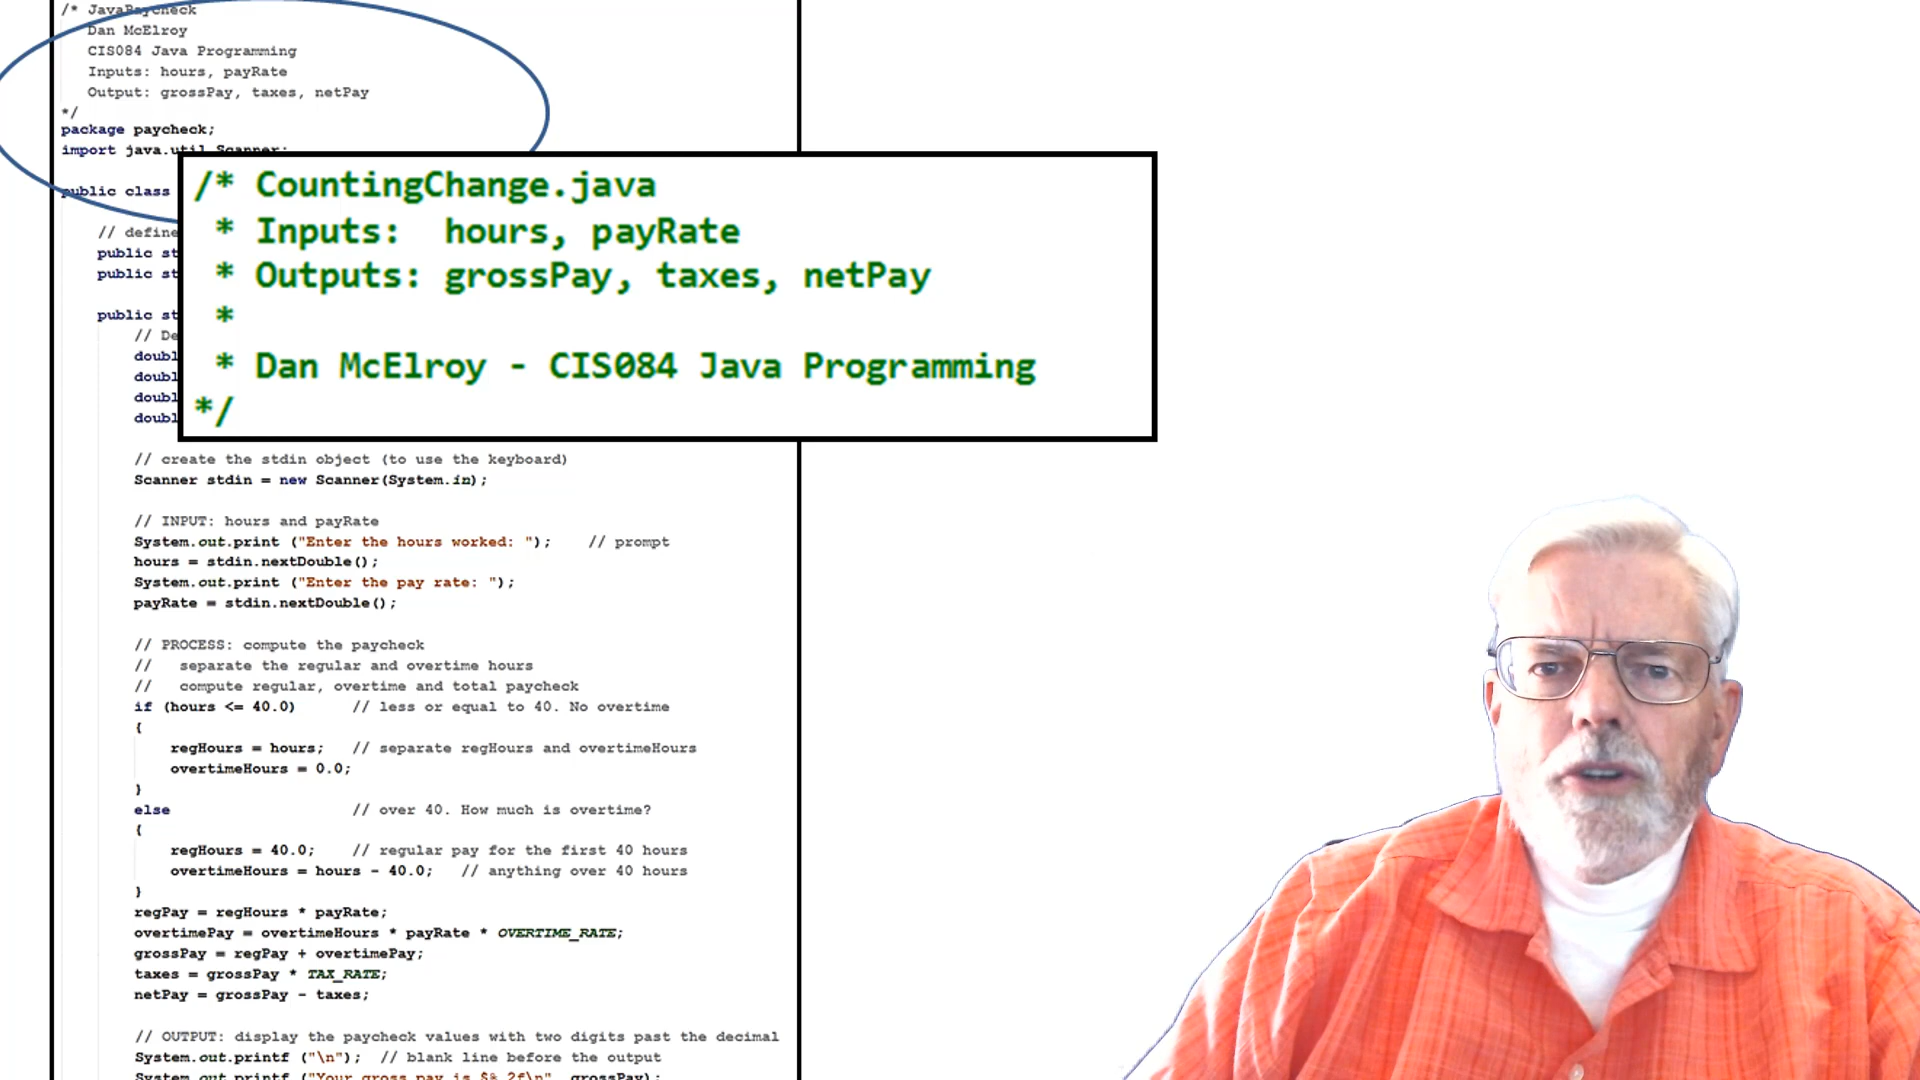 /* JavaPaycheck
Dan McElroy
CIS084 Java Programming
Inputs: hours, payRate
Output: grossPay, taxes, netPay
*/
package paycheck;
import java.util.Scanner;
public class
// define
public st
public st
public st
// De
doubl
doubl
doubl
doubl
/* CountingChange.java
* Inputs:  hours, payRate
* Outputs: grossPay, taxes, netPay
*
* Dan McElroy - CIS084 Java Programming
*/
// create the stdin object (to use the keyboard)
Scanner stdin = new Scanner(System.in);
// INPUT: hours and payRate
System.out.print ("Enter the hours worked: ");    // prompt
hours = stdin.nextDouble();
System.out.print ("Enter the pay rate: ");
payRate = stdin.nextDouble();
// PROCESS: compute the paycheck
//   separate the regular and overtime hours
//   compute regular, overtime and total paycheck
if (hours <= 40.0)      // less or equal to 40. No overtime
{
regHours = hours;   // separate regHours and overtimeHours
overtimeHours = 0.0;
}
else                    // over 40. How much is overtime?
{
regHours = 40.0;    // regular pay for the first 40 hours
overtimeHours = hours - 40.0;   // anything over 40 hours
}
regPay = regHours * payRate;
overtimePay = overtimeHours * payRate * OVERTIME_RATE;
grossPay = regPay + overtimePay;
taxes = grossPay * TAX_RATE;
netPay = grossPay - taxes;
// OUTPUT: display the paycheck values with two digits past the decimal
System.out.printf ("\n");  // blank line before the output
System.out.printf ("Your gross pay is $%.2f\n", grossPay);